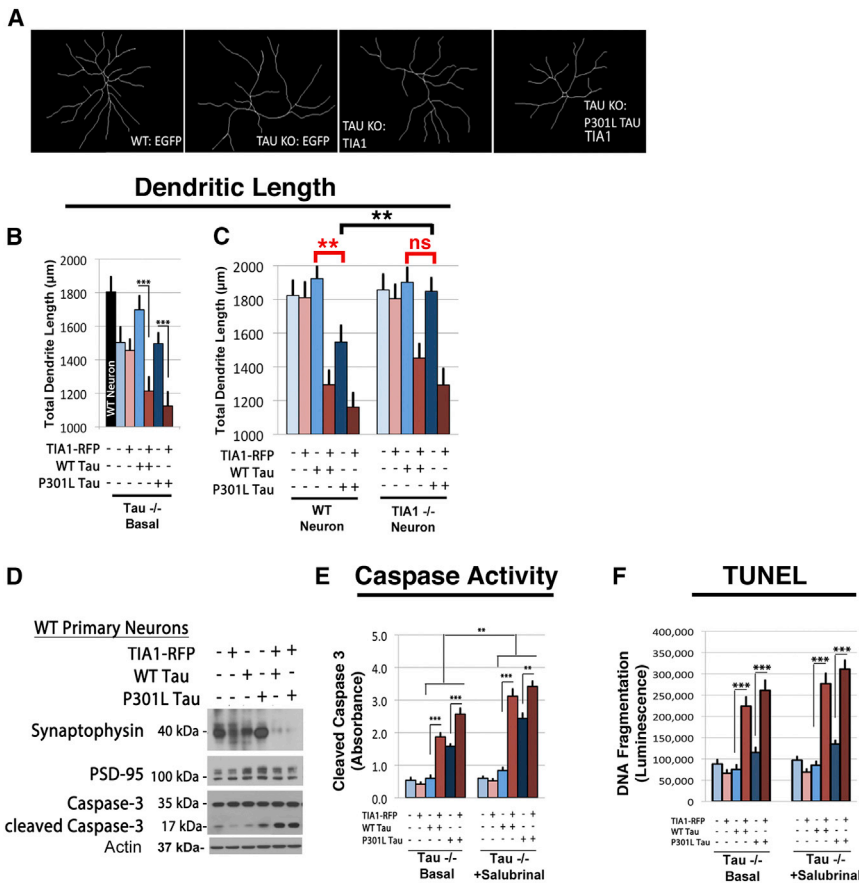 A
WT: EGFP
TAU KO: EGFP
TAU KO:
TIA1
TAU KO:
P301L TAU
TIA1
Dendritic Length
B
Total Dendrite Length (μm)
2000
1800
1600
1400
1200
1000
WT Neuron
***
***
TIA1-RFP - - + - + - +
WT Tau - - - + + - -
P301L Tau - - - - - + +
Tau -/-
Basal
C
**
**
ns
Total Dendrite Length (μm)
2000
1800
1600
1400
1200
1000
2000
1800
1600
1400
1200
1000
TIA1-RFP - + - + - + - + - + - +
WT Tau - - + + - - - - + + - -
P301L Tau - - - - + + - - - - + +
WT
Neuron
TIA1 -/-
Neuron
D
WT Primary Neurons
TIA1-RFP - + - - + +
WT Tau - - + - + -
P301L Tau - - - + - +
Synaptophysin 40 kDa -
PSD-95 100 kDa -
Caspase-3 35 kDa -
cleaved Caspase-3 17 kDa -
Actin 37 kDa-
E
Caspase Activity
Cleaved Caspase 3
(Absorbance)
5.0
4.0
3.0
2.0
1.0
0.0
**
***
***
***
**
TIA1-RFP - + - + - + - + - + - +
WT Tau - - + + - - - - + + - -
P301L Tau - - - - + + - - - - + +
Tau -/-
Basal
Tau -/-
+Salubrinal
F
TUNEL
DNA Fragmentation
(Luminescence)
400,000
350,000
300,000
250,000
200,000
150,000
100,000
50,000
0
***
***
***
***
TIA1-RFP - + - + - + - + - + - +
WT Tau - - + + - - - - + + - -
P301L Tau - - - - + + - - - - + +
Tau -/-
Basal
Tau -/-
+Salubrinal